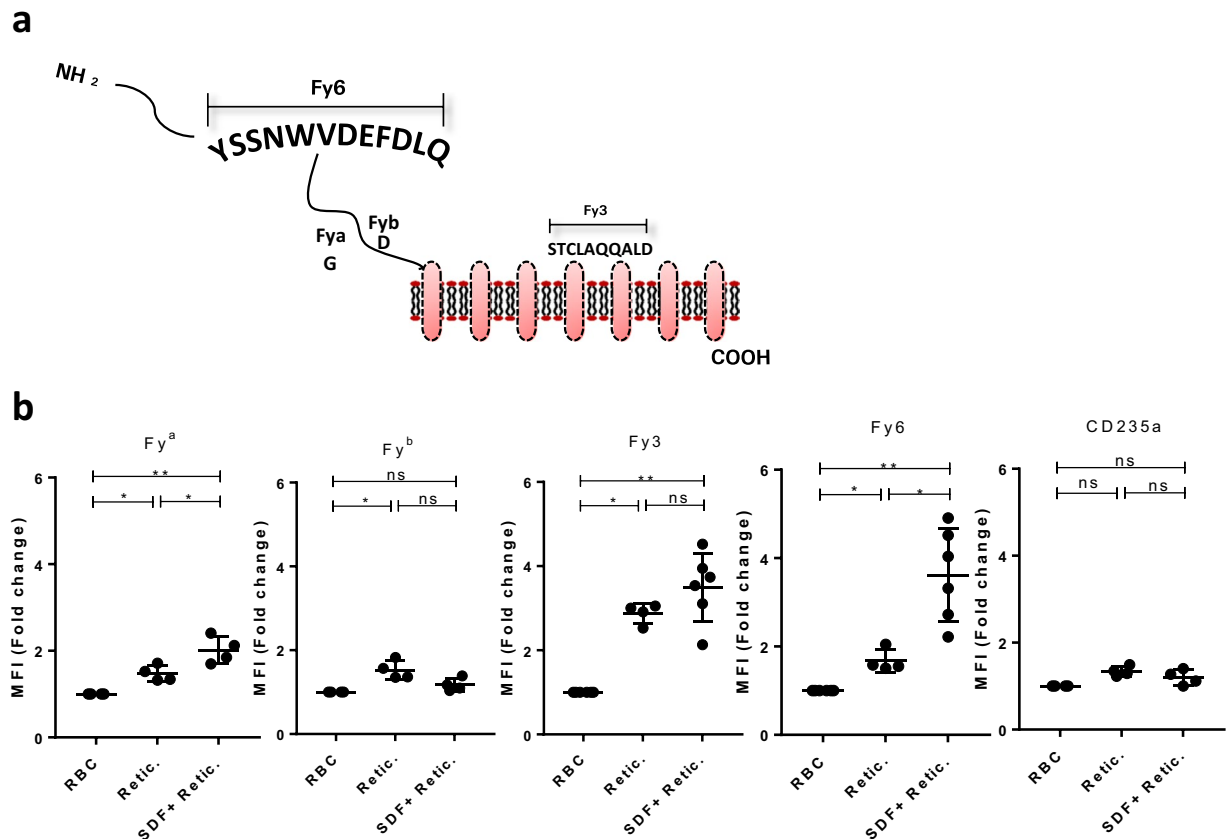 a
NH 2
Fy6
YSSNWVDEFDLQ
Fya
G
Fyb
D
Fy3
STCLAQQALD
COOH
b
Fy a
MFI (Fold change)
6
4
2
0
**
*
*
RBC
Retic.
SDF+ Retic.
Fy b
MFI (Fold change)
6
4
2
0
ns
*
ns
RBC
Retic.
SDF+ Retic.
Fy3
MFI (Fold change)
6
4
2
0
**
*
ns
RBC
Retic.
SDF+ Retic.
Fy6
MFI (Fold change)
6
4
2
0
**
*
*
RBC
Retic.
SDF+ Retic.
CD235a
MFI (Fold change)
6
4
2
0
ns
ns
ns
RBC
Retic.
SDF+ Retic.